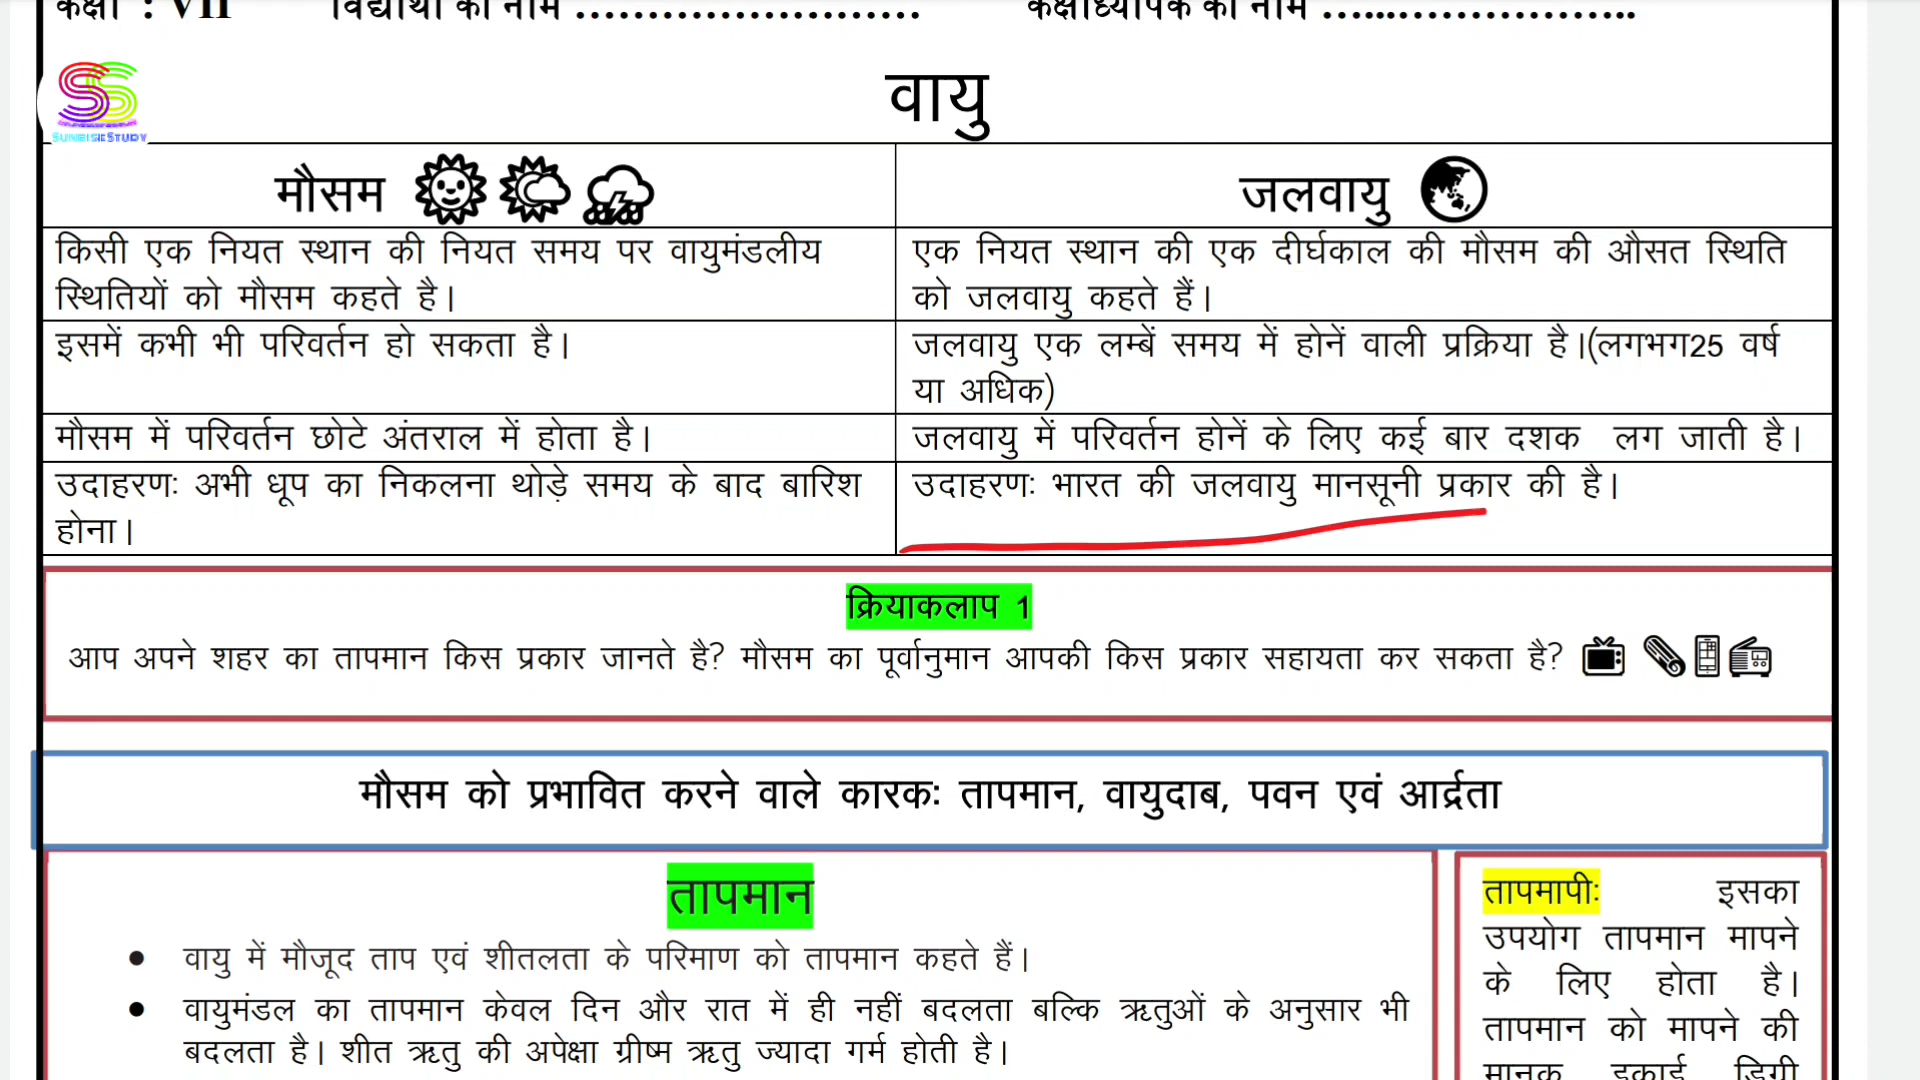 कक्षा : VII विद्यार्थी का नाम ........................ कक्षाध्यापक का नाम ........................
SUNRISESTUDY
वायु
मौसम जलवायु
किसी एक नियत स्थान की नियत समय पर वायुमंडलीय
स्थितियों को मौसम कहते है।
एक नियत स्थान की एक दीर्घकाल की मौसम की औसत स्थिति
को जलवायु कहते हैं।
इसमें कभी भी परिवर्तन हो सकता है।
जलवायु एक लम्बें समय में होनें वाली प्रक्रिया है।(लगभग25 वर्ष
या अधिक)
मौसम में परिवर्तन छोटे अंतराल में होता है।
जलवायु में परिवर्तन होनें के लिए कई बार दशक लग जाती है।
उदाहरणः अभी धूप का निकलना थोड़े समय के बाद बारिश
होना।
उदाहरणः भारत की जलवायु मानसूनी प्रकार की है।
क्रियाकलाप 1
आप अपने शहर का तापमान किस प्रकार जानते है? मौसम का पूर्वानुमान आपकी किस प्रकार सहायता कर सकता है?
मौसम को प्रभावित करने वाले कारकः तापमान, वायुदाब, पवन एवं आर्द्रता
तापमान
● वायु में मौजूद ताप एवं शीतलता के परिमाण को तापमान कहते हैं।
● वायुमंडल का तापमान केवल दिन और रात में ही नहीं बदलता बल्कि ऋतुओं के अनुसार भी
बदलता है। शीत ऋतु की अपेक्षा ग्रीष्म ऋतु ज्यादा गर्म होती है।
तापमापीः इसका
उपयोग तापमान मापने
के लिए होता है।
तापमान को मापने की
मानक इकाई डिग्री